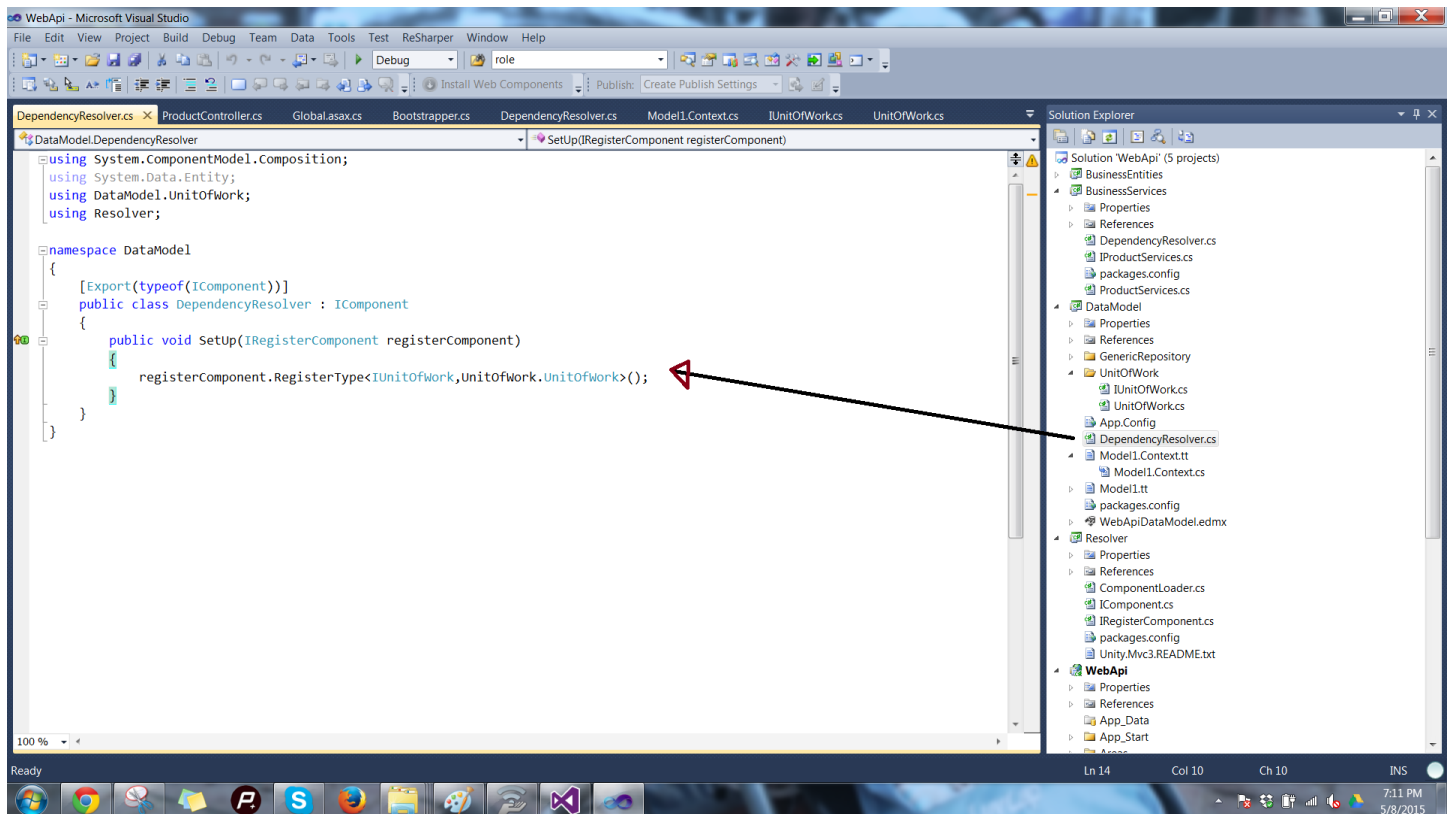 WebApi - Microsoft Visual Studio
File Edit View Project Build Debug Team Data Tools Test ReSharper Window Help
Debug role
Install Web Components Publish: Create Publish Settings
DependencyResolver.cs ProductController.cs Global.asax.cs Bootstrapper.cs DependencyResolver.cs Model1.Context.cs IUnitOfWork.cs UnitOfWork.cs
DataModel.DependencyResolver SetUp(IRegisterComponent registerComponent)
using System.ComponentModel.Composition;
using System.Data.Entity;
using DataModel.UnitOfWork;
using Resolver;
namespace DataModel
{
[Export(typeof(IComponent))]
public class DependencyResolver : IComponent
{
public void SetUp(IRegisterComponent registerComponent)
{
registerComponent.RegisterType<IUnitOfWork,UnitOfWork.UnitOfWork>();
}
}
}
100 %
Solution Explorer
Solution 'WebApi' (5 projects)
BusinessEntities
BusinessServices
Properties
References
DependencyResolver.cs
IProductServices.cs
packages.config
ProductServices.cs
DataModel
Properties
References
GenericRepository
UnitOfWork
IUnitOfWork.cs
UnitOfWork.cs
App.Config
DependencyResolver.cs
Model1.Context.tt
Model1.Context.cs
Model1.tt
packages.config
WebApiDataModel.edmx
Resolver
Properties
References
ComponentLoader.cs
IComponent.cs
IRegisterComponent.cs
packages.config
Unity.Mvc3.README.txt
WebApi
Properties
References
App_Data
App_Start
Areas
Ready Ln 14 Col 10 Ch 10 INS
7:11 PM
5/8/2015